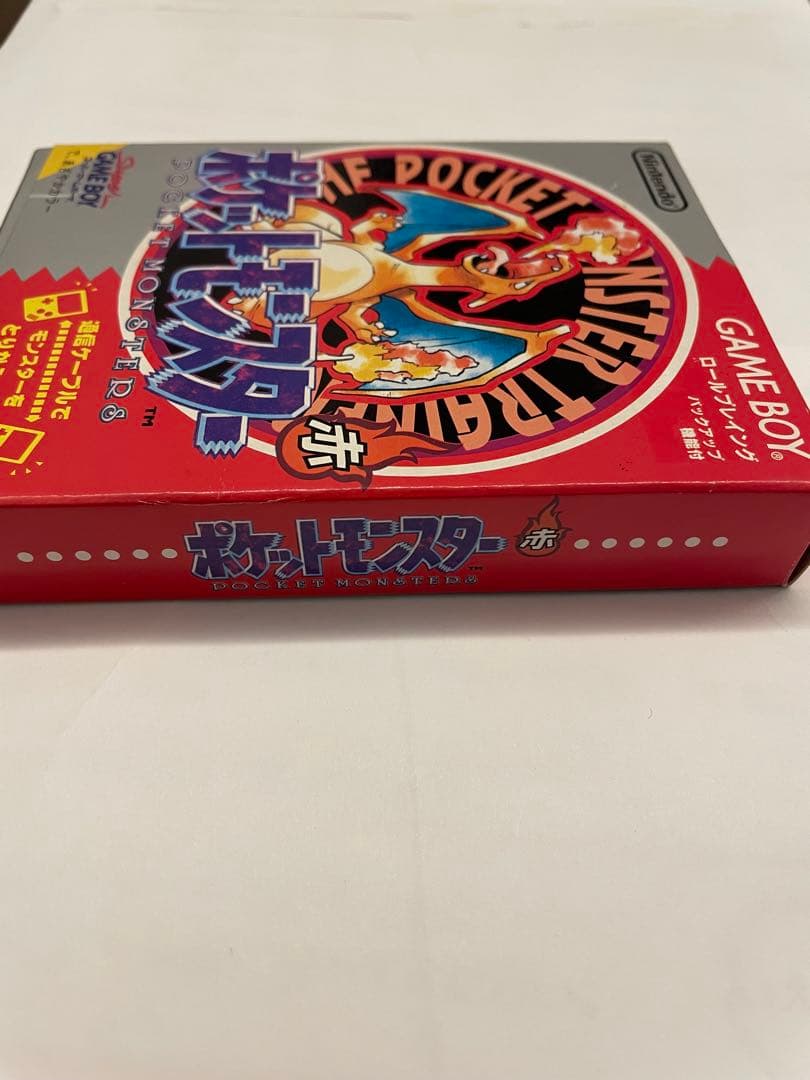 Nintendo
GAME BOY®
ロールプレイング
バックアップ機能付
THE POCKET MONSTER TRAINER
ポケットモンスター
POCKET MONSTERS
™
赤
GAME BOY
通信ケーブルで
モンスターを
ポケットモンスター™
赤
POCKET MONSTERS